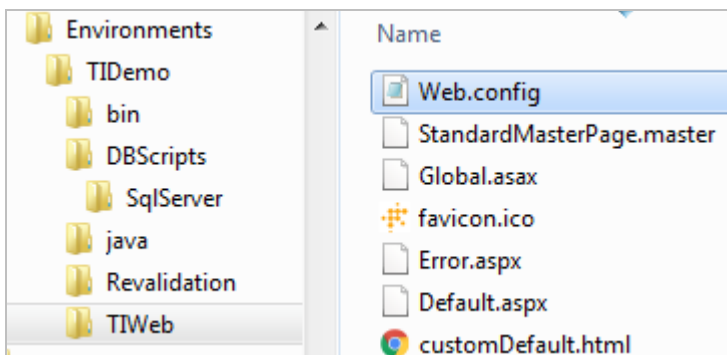 Environments
TIDemo
bin
DBScripts
SqlServer
java
Revalidation
TIWeb
Name
Web.config
StandardMasterPage.master
Global.asax
favicon.ico
Error.aspx
Default.aspx
customDefault.html